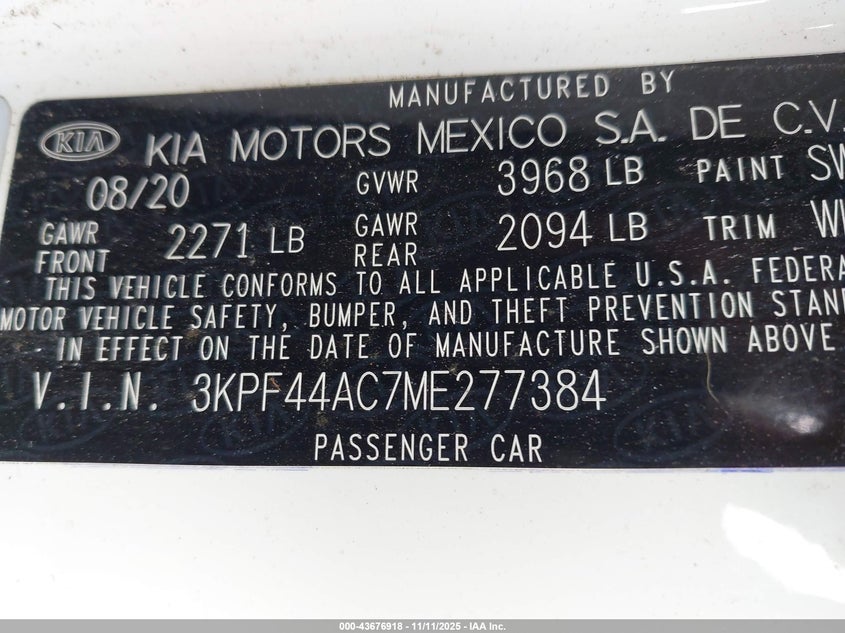 MANUFACTURED BY
KIA KIA MOTORS MEXICO S.A. DE C.V.
08/20 GVWR 3968 LB PAINT SW
GAWR FRONT 2271 LB GAWR REAR 2094 LB TRIM
THIS VEHICLE CONFORMS TO ALL APPLICABLE U.S.A. FEDERA
MOTOR VEHICLE SAFETY, BUMPER, AND THEFT PREVENTION STAN
IN EFFECT ON THE DATE OF MANUFACTURE SHOWN ABOVE
V.I.N. 3KPF44AC7ME277384
PASSENGER CAR
000-43676918 - 11/11/2025 - IAA Inc.